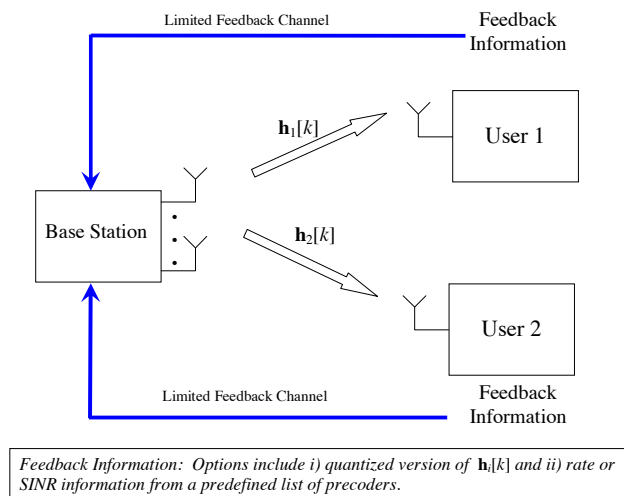 Limited Feedback Channel
Feedback
Information
h₁[k]
User 1
Base Station
h₂[k]
User 2
Limited Feedback Channel
Feedback
Information
Feedback Information: Options include i) quantized version of hᵢ[k] and ii) rate or
SINR information from a predefined list of precoders.